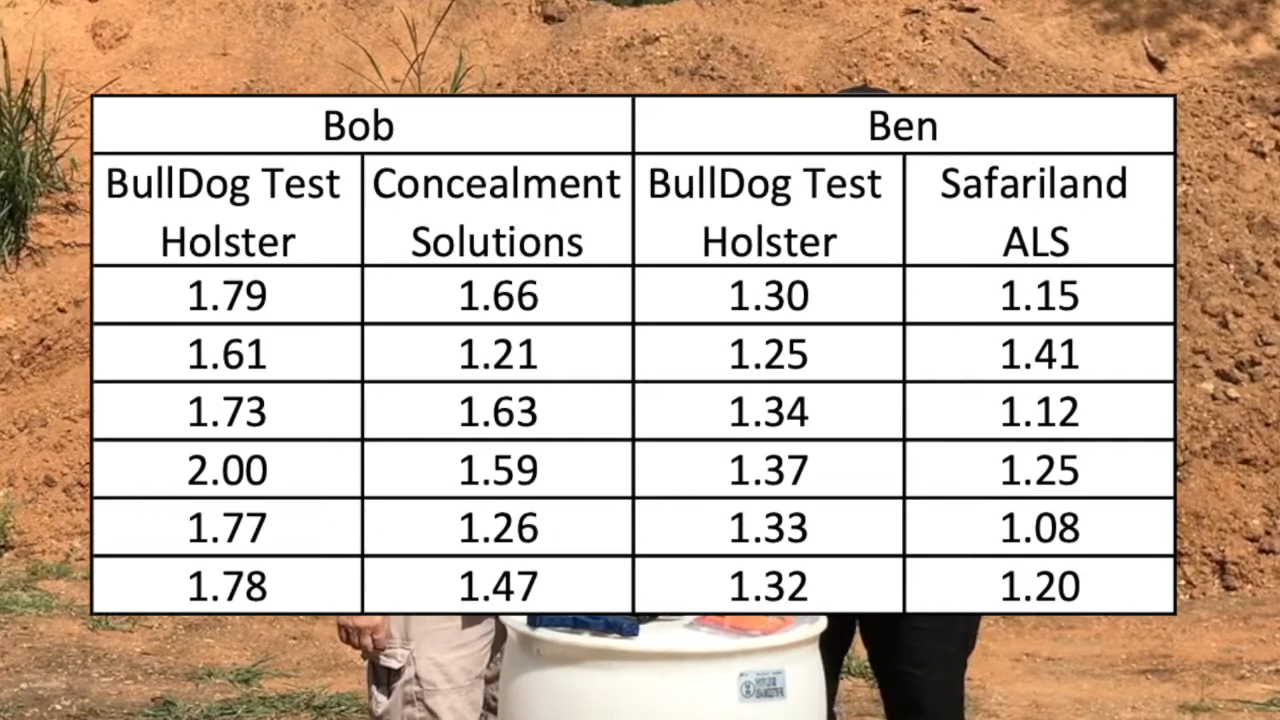 Bob Ben
BullDog Test Concealment BullDog Test Safariland
Holster Solutions Holster ALS
1.79 1.66 1.30 1.15
1.61 1.21 1.25 1.41
1.73 1.63 1.34 1.12
2.00 1.59 1.37 1.25
1.77 1.26 1.33 1.08
1.78 1.47 1.32 1.20